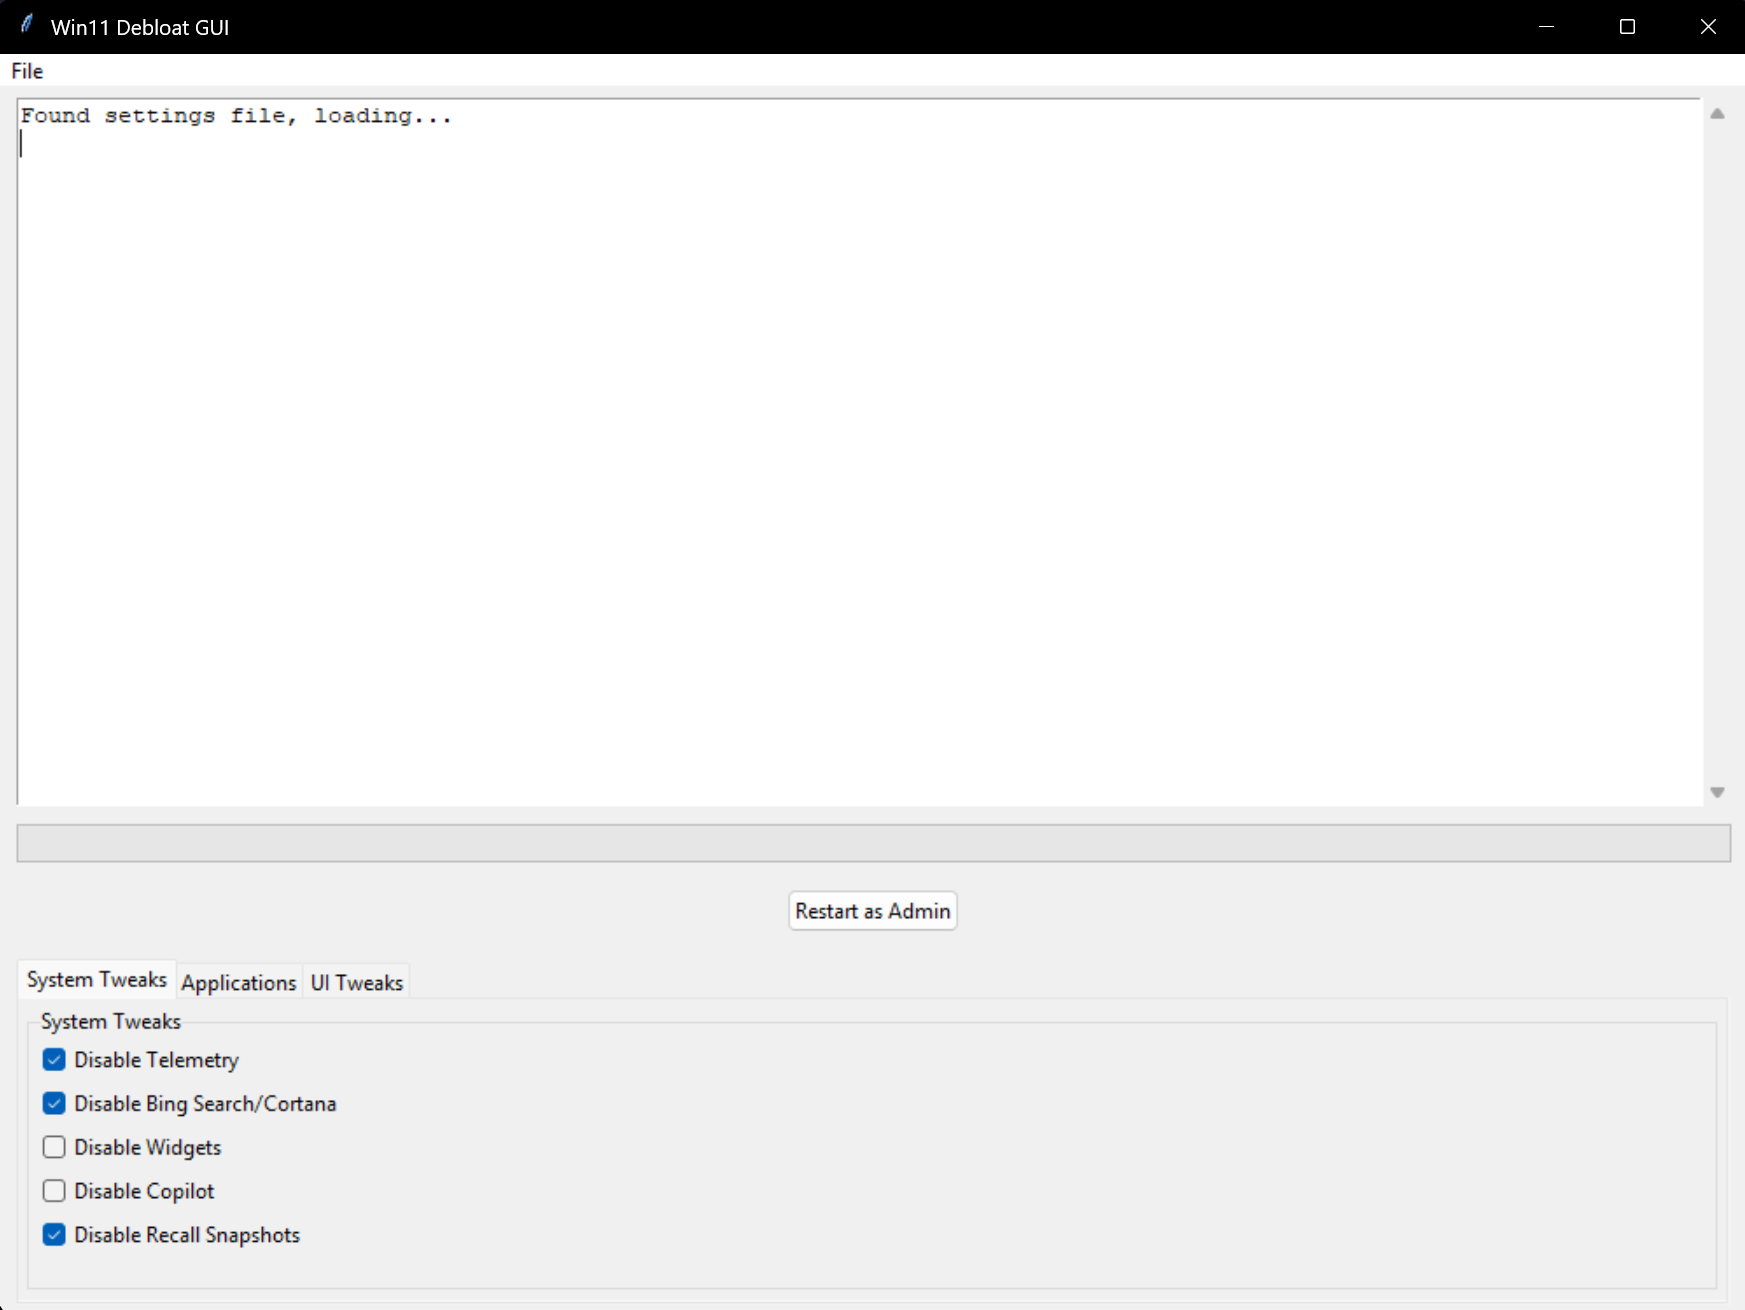 Win11 Debloat GUI
File
Found settings file, loading...
Restart as Admin
System Tweaks
Applications
UI Tweaks
System Tweaks
Disable Telemetry
Disable Bing Search/Cortana
Disable Widgets
Disable Copilot
Disable Recall Snapshots